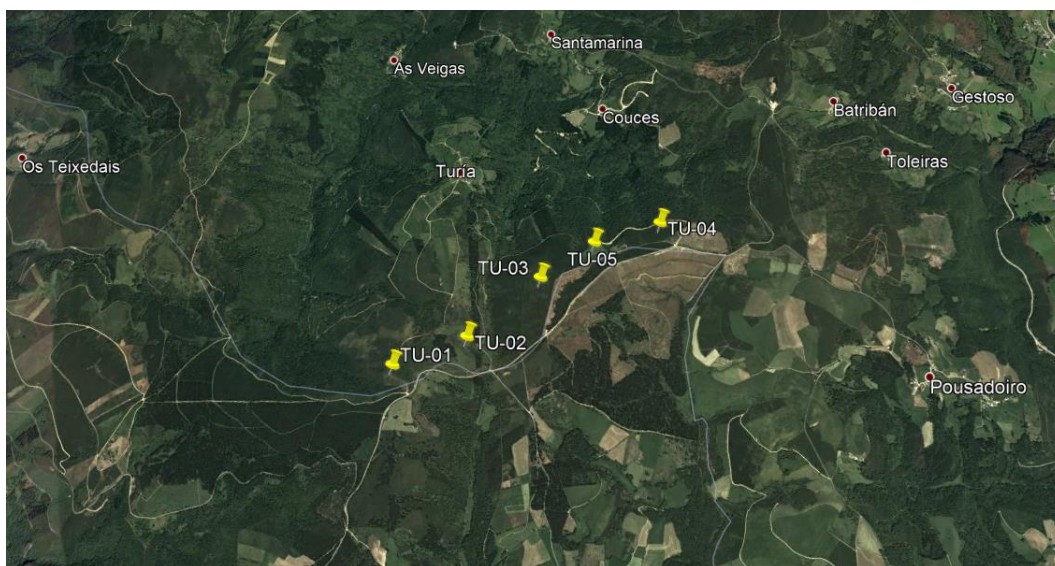 Santamarina
As Veigas
Gestoso
Batribán
Couces
Toleiras
Os Teixedais
Turía
TU-04
TU-05
TU-03
TU-02
TU-01
Pousadoiro